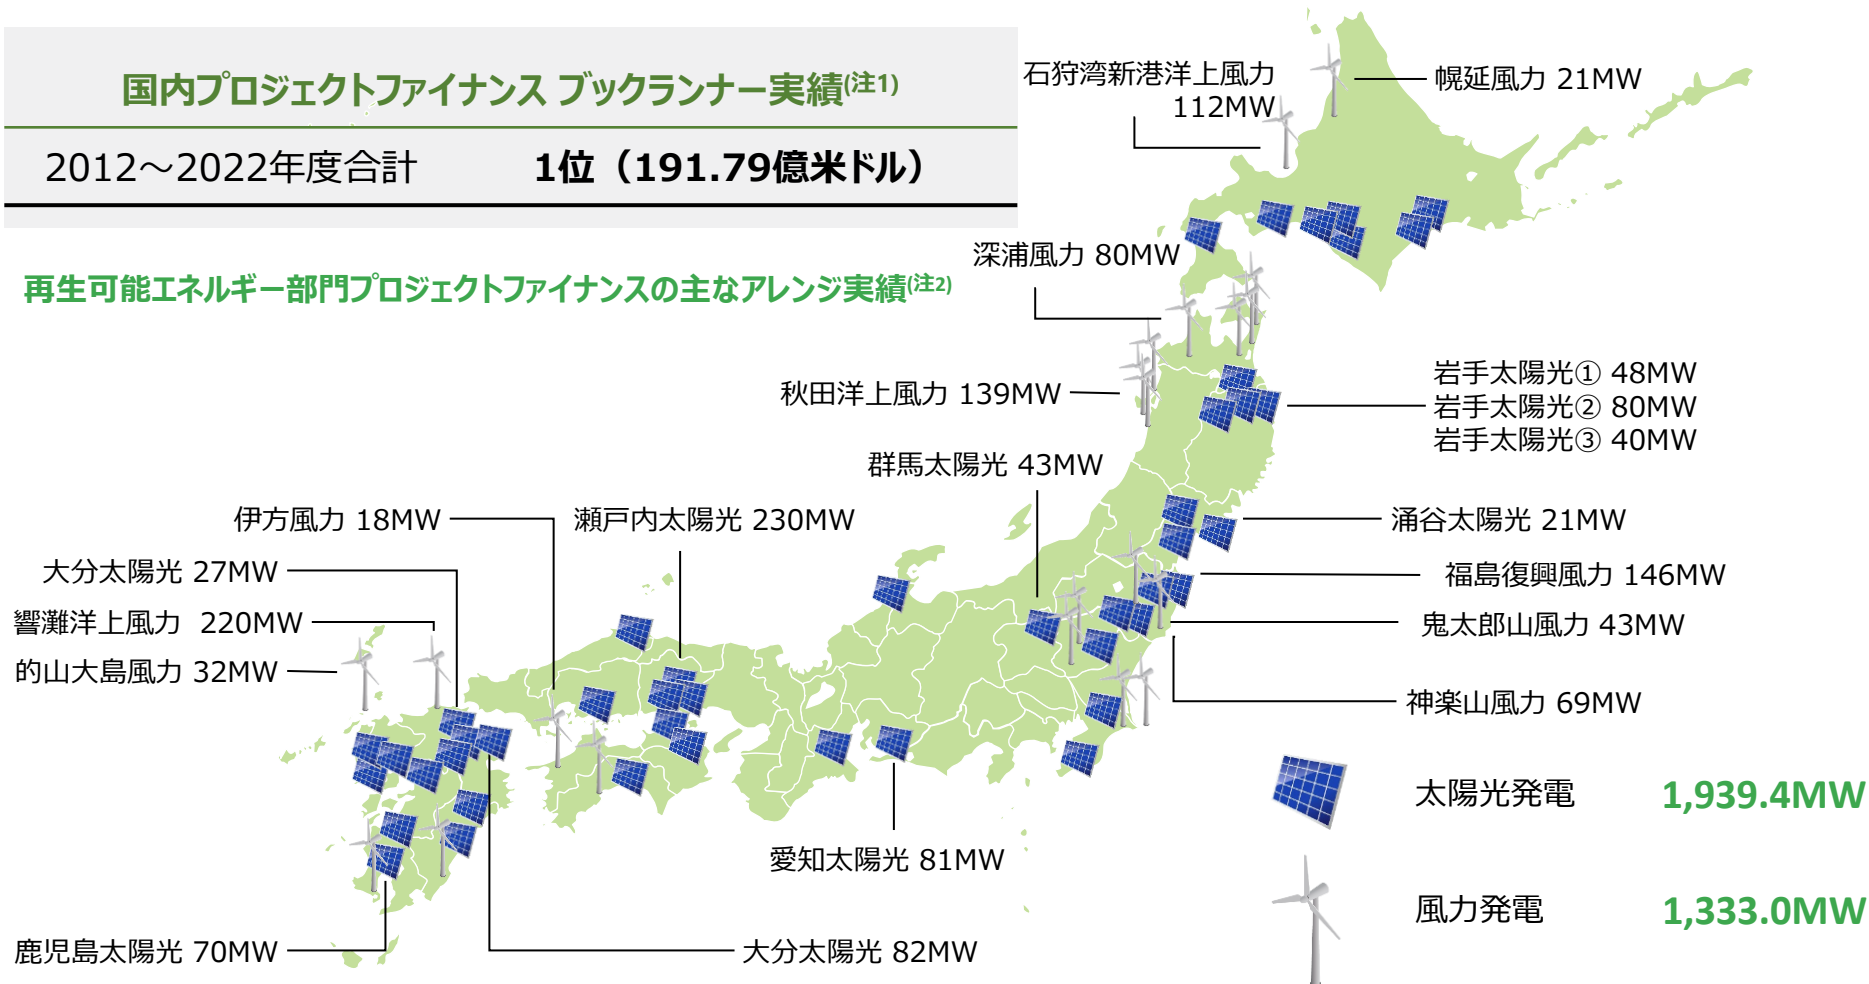 国内プロジェクトファイナンス ブックランナー実績(注1)
2012～2022年度合計 1位（191.79億米ドル）
再生可能エネルギー部門プロジェクトファイナンスの主なアレンジ実績(注2)
石狩湾新港洋上風力
112MW
幌延風力 21MW
深浦風力 80MW
秋田洋上風力 139MW
岩手太陽光① 48MW
岩手太陽光② 80MW
岩手太陽光③ 40MW
群馬太陽光 43MW
伊方風力 18MW
瀬戸内太陽光 230MW
涌谷太陽光 21MW
大分太陽光 27MW
福島復興風力 146MW
響灘洋上風力 220MW
鬼太郎山風力 43MW
的山大島風力 32MW
神楽山風力 69MW
太陽光発電 1,939.4MW
愛知太陽光 81MW
風力発電 1,333.0MW
鹿児島太陽光 70MW
大分太陽光 82MW